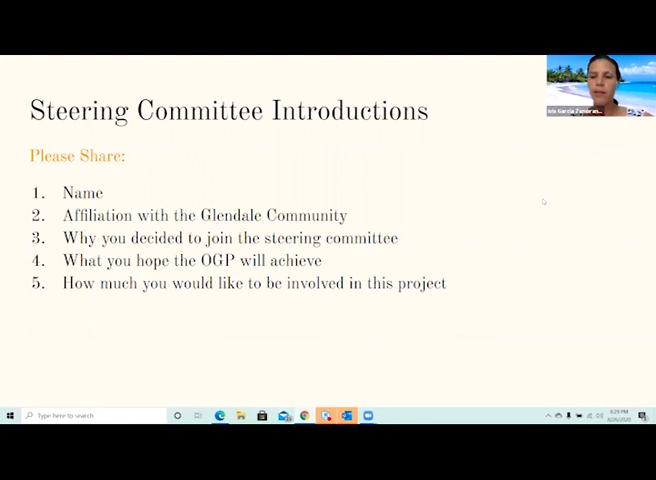 Steering Committee Introductions
Please Share:
1. Name
2. Affiliation with the Glendale Community
3. Why you decided to join the steering committee
4. What you hope the OGP will achieve
5. How much you would like to be involved in this project
Type here to search